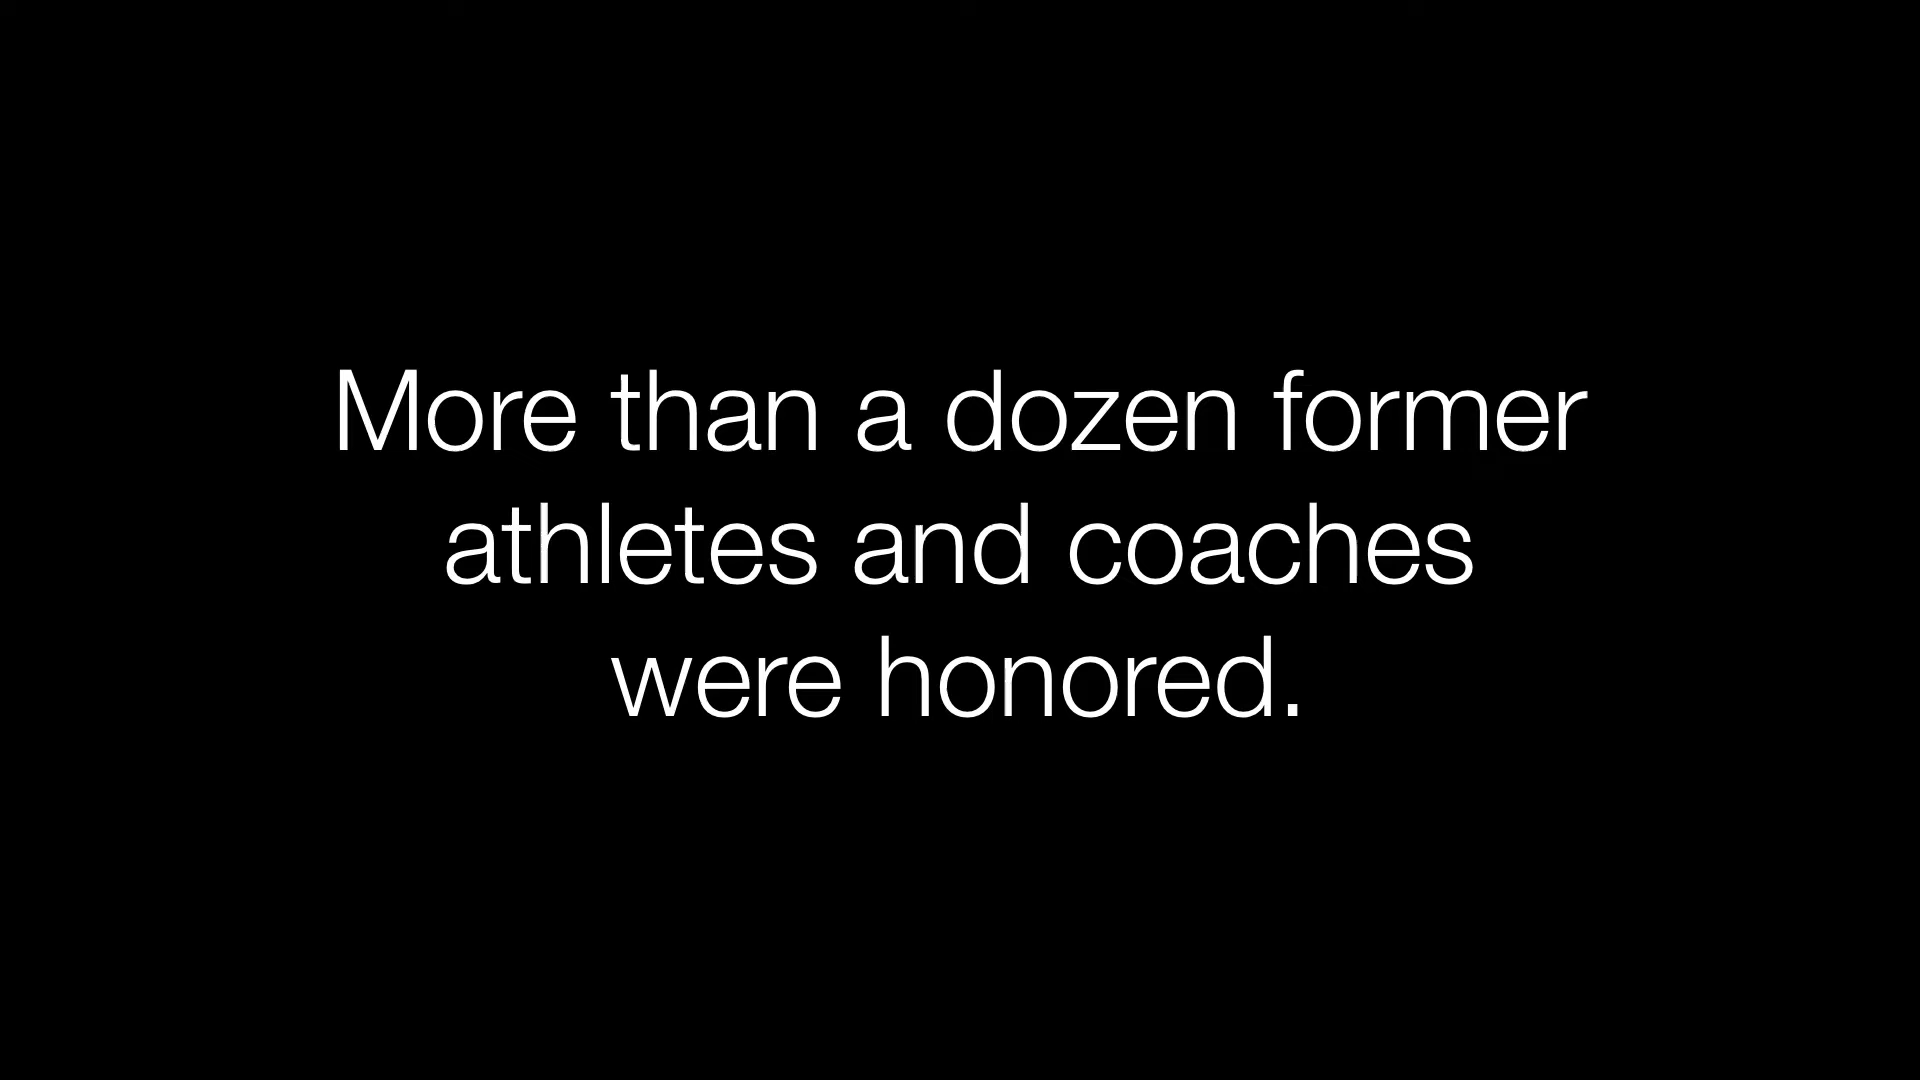 More than a dozen former
athletes and coaches
were honored.